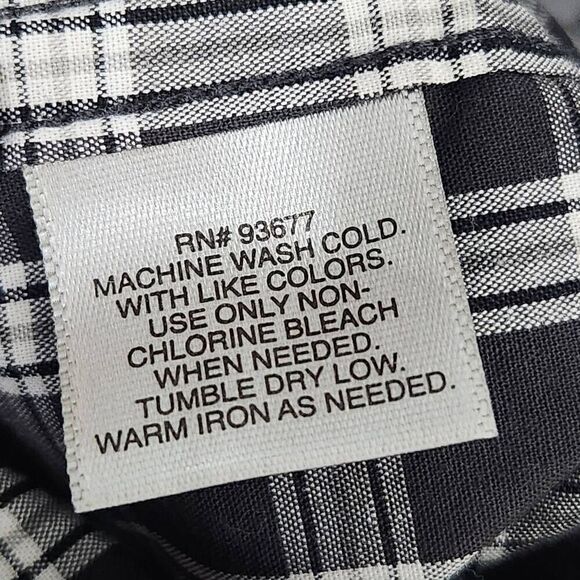 RN# 93677
MACHINE WASH COLD.
WITH LIKE COLORS.
USE ONLY NON-
CHLORINE BLEACH
WHEN NEEDED.
TUMBLE DRY LOW.
WARM IRON AS NEEDED.